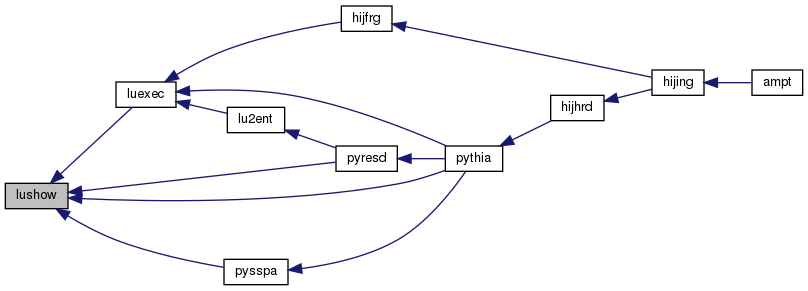 hijfrg
hijing
ampt
luexec
hijhrd
lu2ent
pyresd
pythia
lushow
pysspa